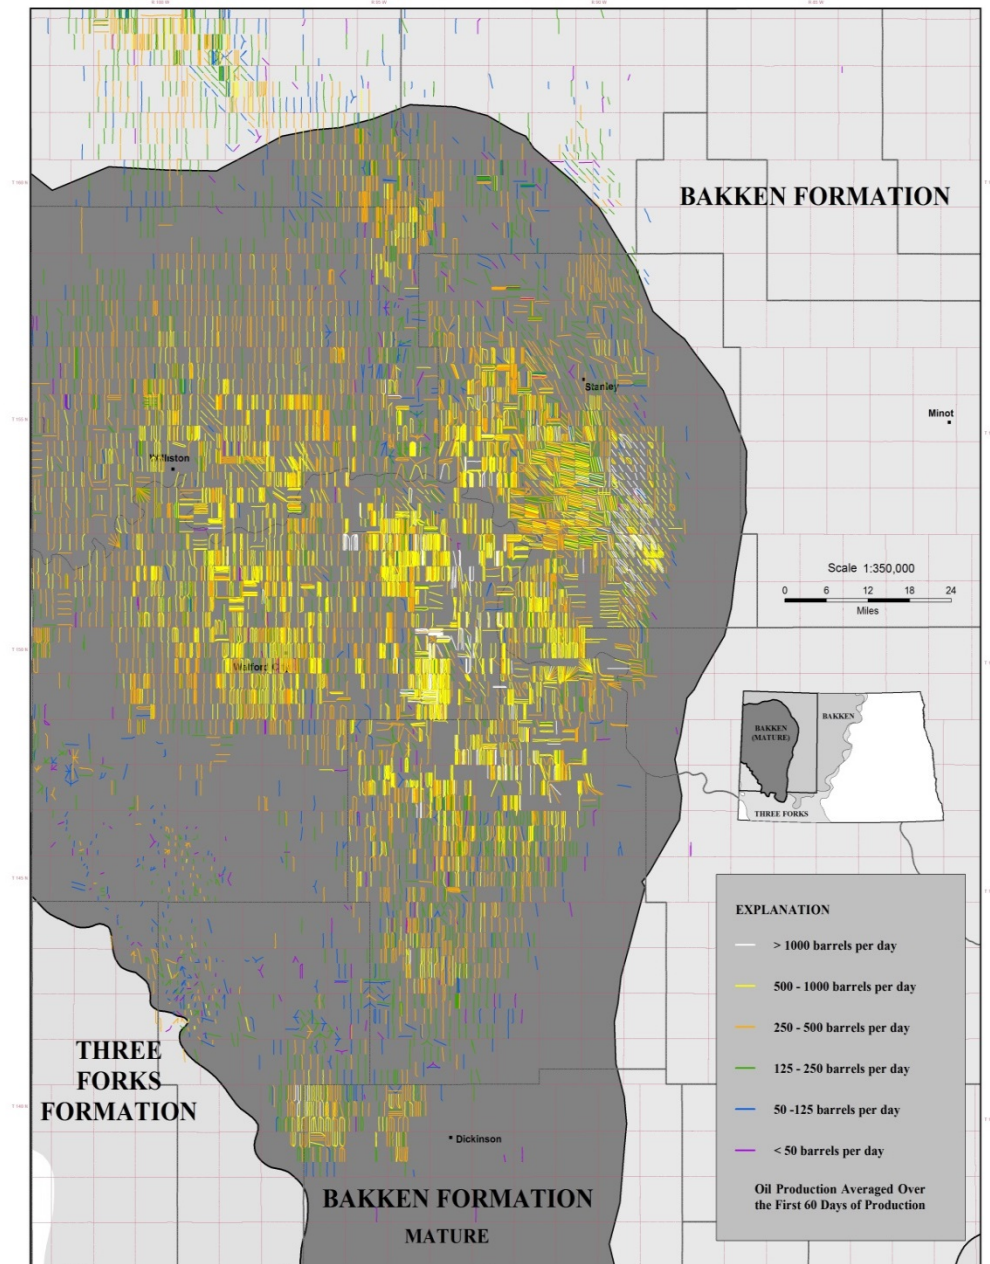 BAKKEN FORMATION
Stanley
Minot
Williston
Scale 1:350,000
0 6 12 18 24
Miles
BAKKEN
BAKKEN
(MATURE)
THREE FORKS
EXPLANATION
> 1000 barrels per day
500 - 1000 barrels per day
250 - 500 barrels per day
125 - 250 barrels per day
50 -125 barrels per day
< 50 barrels per day
Oil Production Averaged Over
the First 60 Days of Production
THREE
FORKS
FORMATION
Dickinson
BAKKEN FORMATION
MATURE